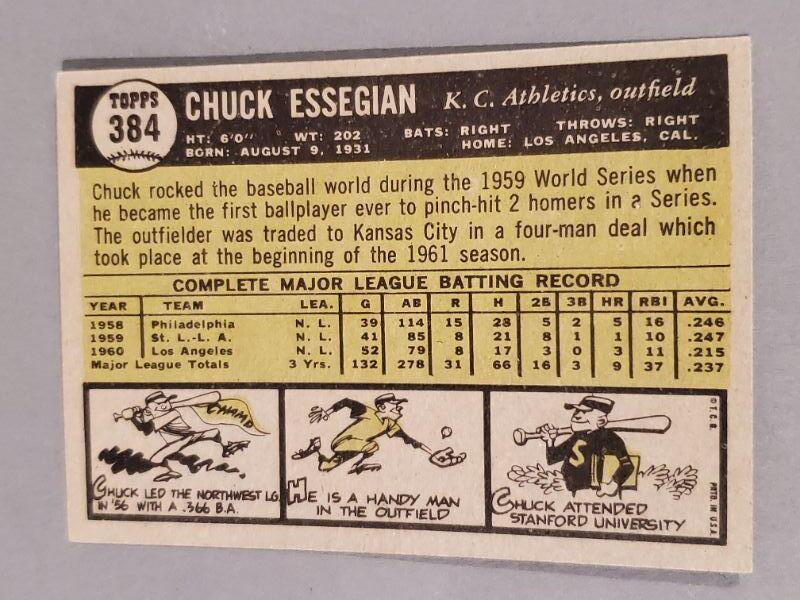 TOPPS
384
CHUCK ESSEGIAN K. C. Athletics, outfield
HT: 6'0" WT: 202 BATS: RIGHT THROWS: RIGHT
BORN: AUGUST 9, 1931 HOME: LOS ANGELES, CAL.
Chuck rocked the baseball world during the 1959 World Series when
he became the first ballplayer ever to pinch-hit 2 homers in a Series.
The outfielder was traded to Kansas City in a four-man deal which
took place at the beginning of the 1961 season.
COMPLETE MAJOR LEAGUE BATTING RECORD
YEAR TEAM LEA. G AB R H 2B 3B HR RBI AVG.
1958 Philadelphia N. L. 39 114 15 28 5 2 5 16 .246
1959 St. L.-L. A. N. L. 41 85 8 21 8 1 1 10 .247
1960 Los Angeles N. L. 52 79 8 17 3 0 3 11 .215
Major League Totals 3 Yrs. 132 278 31 66 16 3 9 37 .237
CHAMP
CHUCK LED THE NORTHWEST LG.
IN '56 WITH A .366 B.A.
HE IS A HANDY MAN
IN THE OUTFIELD
S
CHUCK ATTENDED
STANFORD UNIVERSITY
© T. C. G.
PRTD. IN U.S.A.